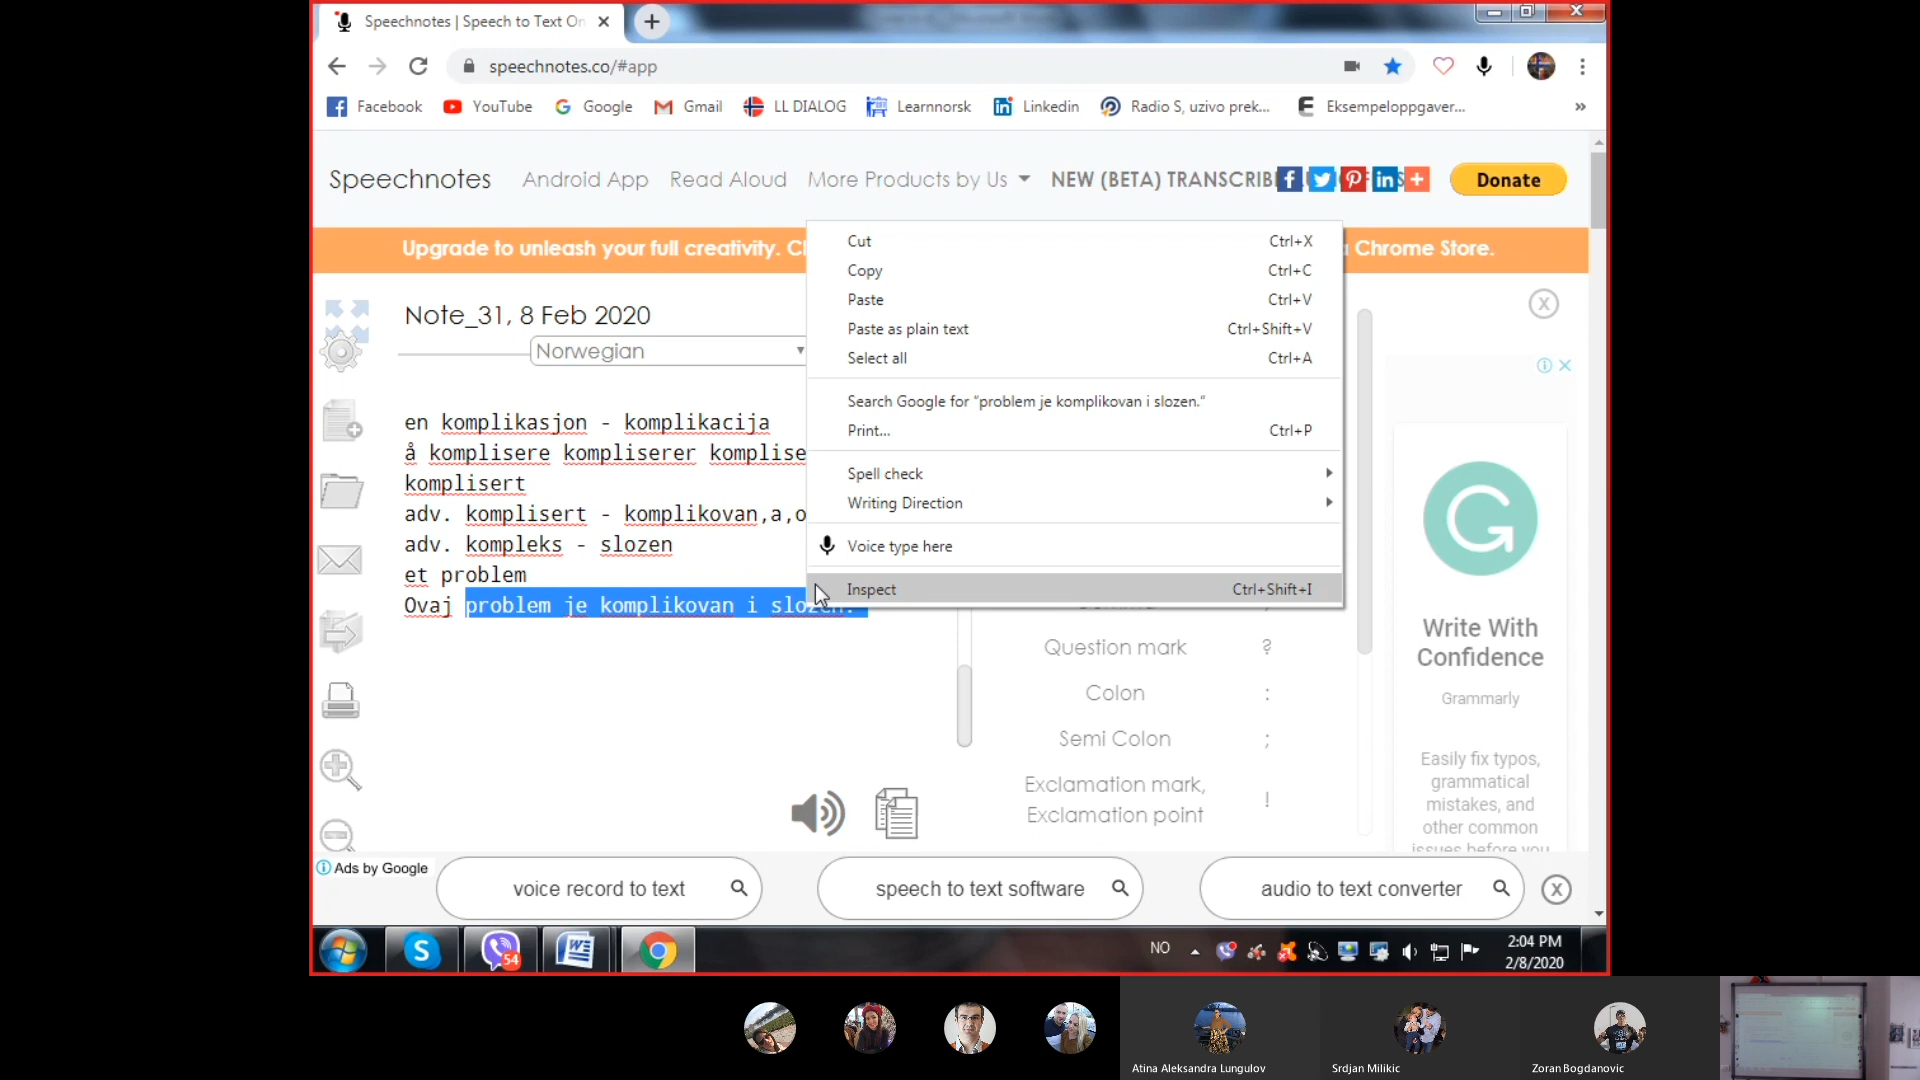 Speechnotes | Speech to Text On
speechnotes.co/#app
Facebook YouTube Google Gmail LL DIALOG Learnnorsk Linkedin Radio S, uzivo prek... Eksempeloppgaver... »
Speechnotes Android App Read Aloud More Products by Us NEW (BETA) TRANSCRIB Donate
Upgrade to unleash your full creativity. Cl Chrome Store.
Note_31, 8 Feb 2020
Norwegian
en komplikasjon - komplikacija
å komplisere kompliserer komplise
komplisert
adv. komplisert - komplikovan,a,o
adv. kompleks - slozen
et problem
Ovaj problem je komplikovan i slozen.
Cut Ctrl+X
Copy Ctrl+C
Paste Ctrl+V
Paste as plain text Ctrl+Shift+V
Select all Ctrl+A
Search Google for “problem je komplikovan i slozen.”
Print... Ctrl+P
Spell check
Writing Direction
Voice type here
Inspect Ctrl+Shift+I
Question mark ?
Colon :
Semi Colon ;
Exclamation mark, !
Exclamation point
Write With
Confidence
Grammarly
Easily fix typos,
grammatical
mistakes, and
other common
issues before you
Ads by Google
voice record to text
speech to text software
audio to text converter
54
NO
2:04 PM
2/8/2020
Atina Aleksandra Lungulov
Srdjan Milikic
Zoran Bogdanovic